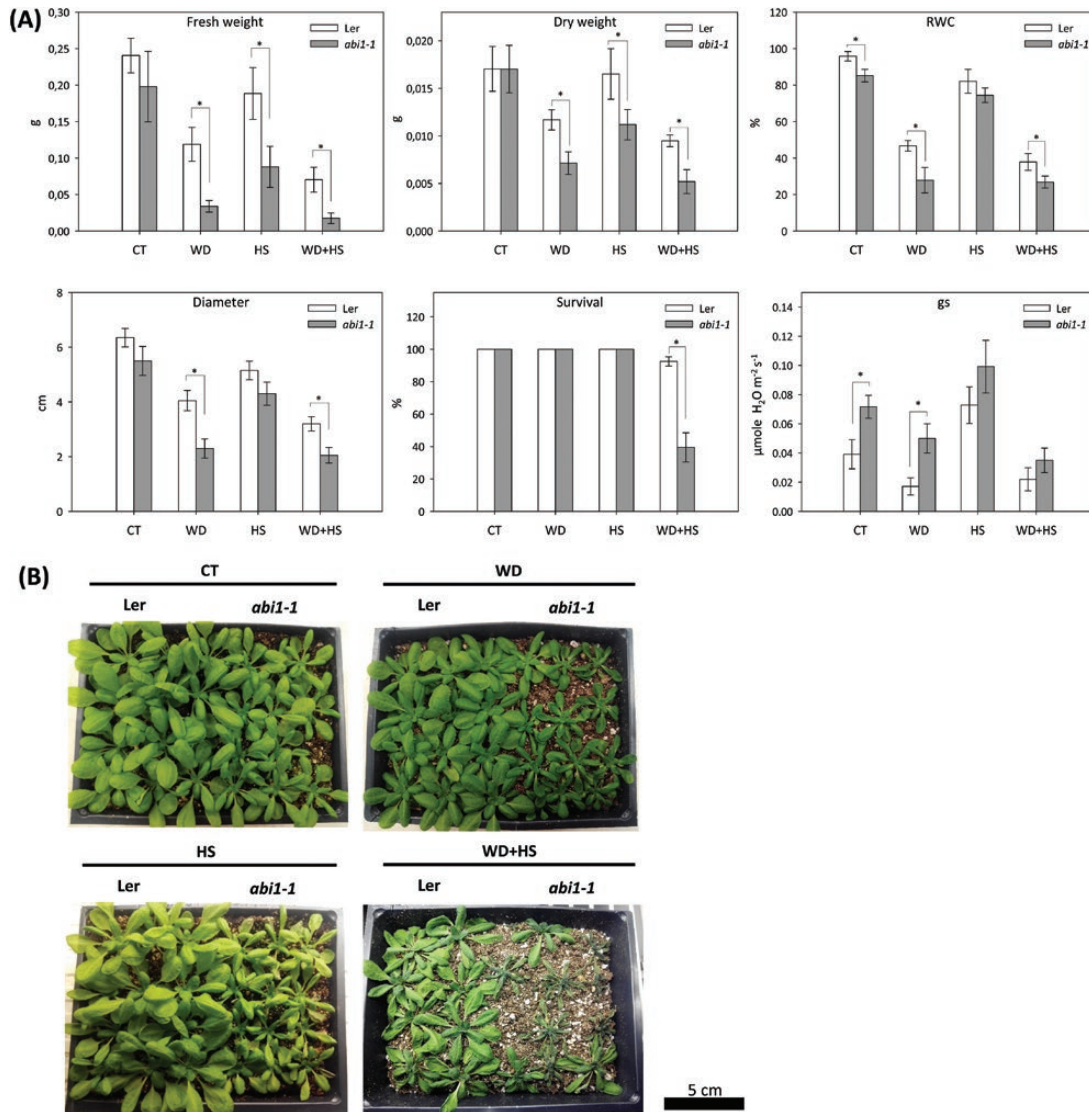 (A)
Fresh weight
Ler
abi1-1
g
0,30
0,25
0,20
0,15
0,10
0,05
0,00
CT WD HS WD+HS
*
*
*
Dry weight
Ler
abi1-1
g
0,020
0,015
0,010
0,005
0,000
CT WD HS WD+HS
*
*
*
RWC
Ler
abi1-1
%
120
100
80
60
40
20
0
CT WD HS WD+HS
*
*
*
Diameter
Ler
abi1-1
cm
8
6
4
2
0
CT WD HS WD+HS
*
*
Survival
Ler
abi1-1
%
120
100
80
60
40
20
0
CT WD HS WD+HS
*
gs
Ler
abi1-1
µmole H₂O m⁻² s⁻¹
0.16
0.14
0.12
0.10
0.08
0.06
0.04
0.02
0.00
CT WD HS WD+HS
*
*
(B)
CT
Ler abi1-1
WD
Ler abi1-1
HS
Ler abi1-1
WD+HS
Ler abi1-1
5 cm